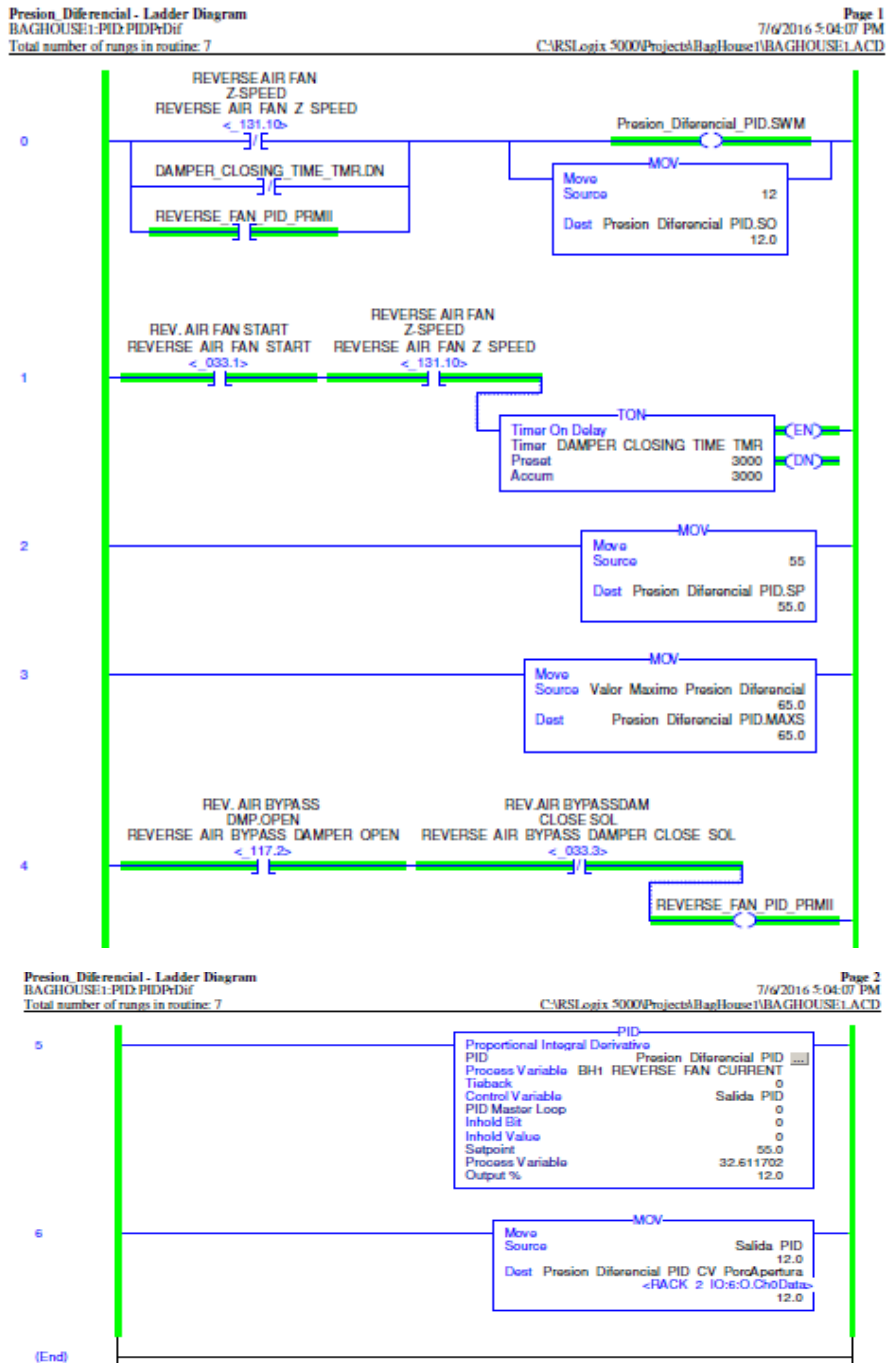 Presion_Diferencial - Ladder Diagram
Page 1
BAGHOUSE1:PID:PIDPrDif
7/6/2016 5:04:07 PM
Total number of rungs in routine: 7
C:\RSLogix 5000\Projects\BagHouse1\BAGHOUSE1.ACD
REVERSE AIR FAN
Z-SPEED
REVERSE AIR FAN Z SPEED
<_131.10>
Presion_Diferencial_PID.SWM
0
MOV
DAMPER_CLOSING_TIME_TMR.DN
Move
Source 12
REVERSE_FAN_PID_PRMII
Dest Presion Diferencial PID.SO
12.0
REVERSE AIR FAN
REV. AIR FAN START
Z-SPEED
REVERSE AIR FAN START
REVERSE AIR FAN Z SPEED
<_033.1>
<_131.10>
1
TON
Timer On Delay
EN
Timer DAMPER CLOSING TIME TMR
Preset 3000
DN
Accum 3000
MOV
2
Move
Source 55
Dest Presion Diferencial PID.SP
55.0
MOV
3
Move
Source Valor Maximo Presion Diferencial
65.0
Dest Presion Diferencial PID.MAXS
65.0
REV. AIR BYPASS
REV.AIR BYPASSDAM
DMP.OPEN
CLOSE SOL
REVERSE AIR BYPASS DAMPER OPEN
REVERSE AIR BYPASS DAMPER CLOSE SOL
<_117.2>
<_033.3>
4
REVERSE_FAN_PID_PRMII
Presion_Diferencial - Ladder Diagram
Page 2
BAGHOUSE1:PID:PIDPrDif
7/6/2016 5:04:07 PM
Total number of rungs in routine: 7
C:\RSLogix 5000\Projects\BagHouse1\BAGHOUSE1.ACD
PID
5
Proportional Integral Derivative
PID Presion Diferencial PID ...
Process Variable BH1 REVERSE FAN CURRENT
Tieback 0
Control Variable Salida PID
PID Master Loop 0
Inhold Bit 0
Inhold Value 0
Setpoint 55.0
Process Variable 32.611702
Output % 12.0
MOV
6
Move
Source Salida PID
12.0
Dest Presion Diferencial PID CV PorcApertura
<RACK 2 IO:6:O.Ch0Data>
12.0
(End)